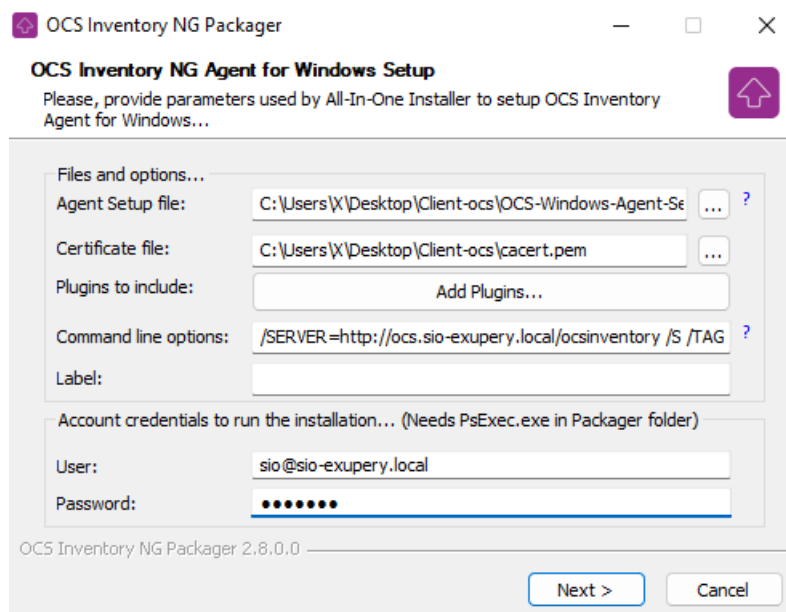 OCS Inventory NG Packager
OCS Inventory NG Agent for Windows Setup
Please, provide parameters used by All-In-One Installer to setup OCS Inventory
Agent for Windows...
Files and options...
Agent Setup file: C:\Users\X\Desktop\Client-ocs\OCS-Windows-Agent-Se ... ?
Certificate file: C:\Users\X\Desktop\Client-ocs\cacert.pem ...
Plugins to include: Add Plugins...
Command line options: /SERVER=http://ocs.sio-exupery.local/ocsinventory /S /TAG ?
Label:
Account credentials to run the installation... (Needs PsExec.exe in Packager folder)
User: sio@sio-exupery.local
Password: ●●●●●●●
OCS Inventory NG Packager 2.8.0.0
Next > Cancel